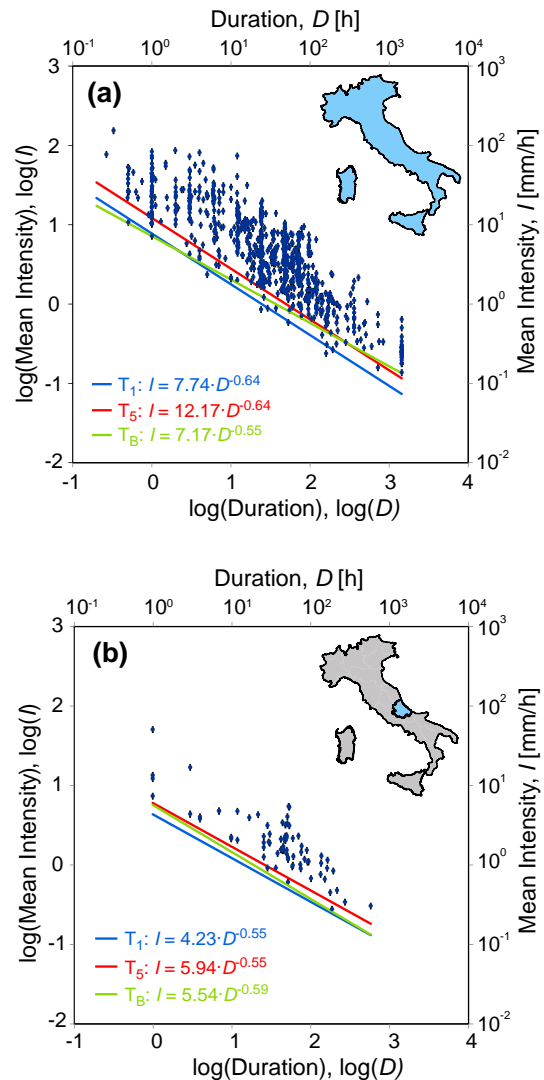 Duration, D [h]
10⁻¹ 10⁰ 10¹ 10² 10³ 10⁴
(a)
3
2
1
0
-1
-2
log(Mean Intensity), log(I)
10³
10²
10¹
10⁰
10⁻¹
10⁻²
Mean Intensity, I [mm/h]
T₁: I = 7.74·D⁻⁰·⁶⁴
T₅: I = 12.17·D⁻⁰·⁶⁴
T_B: I = 7.17·D⁻⁰·⁵⁵
-1 0 1 2 3 4
log(Duration), log(D)
Duration, D [h]
10⁻¹ 10⁰ 10¹ 10² 10³ 10⁴
(b)
3
2
1
0
-1
-2
log(Mean Intensity), log(I)
10³
10²
10¹
10⁰
10⁻¹
10⁻²
Mean Intensity, I [mm/h]
T₁: I = 4.23·D⁻⁰·⁵⁵
T₅: I = 5.94·D⁻⁰·⁵⁵
T_B: I = 5.54·D⁻⁰·⁵⁹
-1 0 1 2 3 4
log(Duration), log(D)